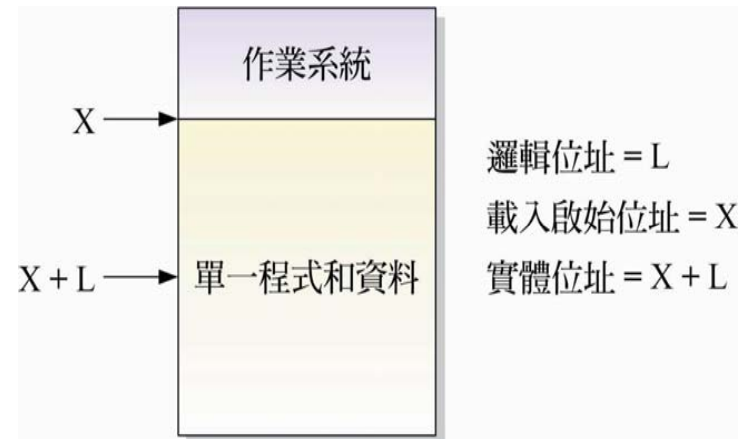 作業系統
X
X + L
單一程式和資料
邏輯位址 = L
載入啟始位址 = X
實體位址 = X + L